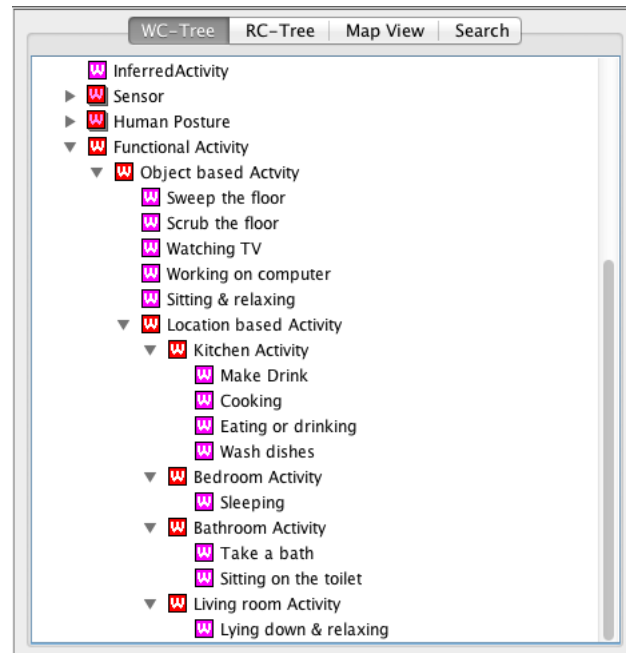 WC-Tree RC-Tree Map View Search
InferredActivity
Sensor
Human Posture
Functional Activity
Object based Actvity
Sweep the floor
Scrub the floor
Watching TV
Working on computer
Sitting & relaxing
Location based Activity
Kitchen Activity
Make Drink
Cooking
Eating or drinking
Wash dishes
Bedroom Activity
Sleeping
Bathroom Activity
Take a bath
Sitting on the toilet
Living room Activity
Lying down & relaxing